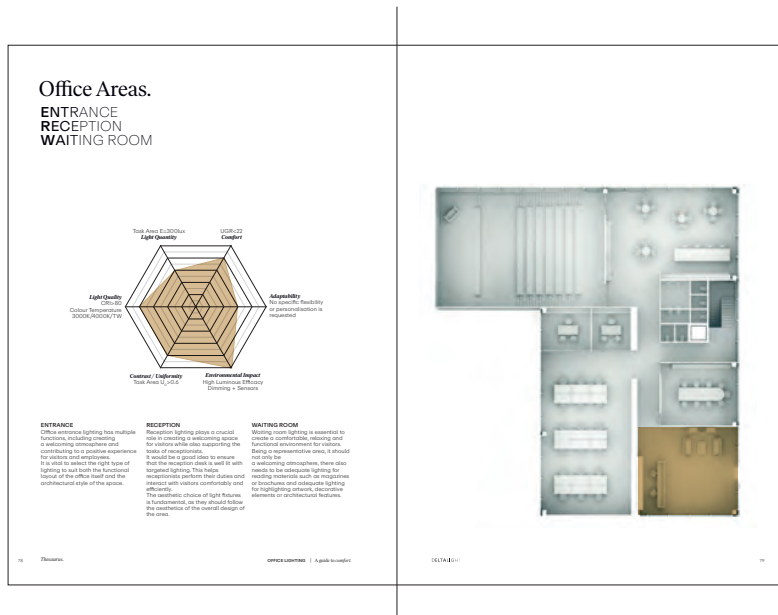 Office Areas.
ENTRANCE
RECEPTION
WAITING ROOM
Task Area E≥300lux
Light Quantity
UGR<22
Comfort
Light Quality
CRI>80
Colour Temperature
3000K/4000K/TW
Adaptability
No specific flexibility
or personalisation is
requested
Contrast / Uniformity
Task Area U₀>0.6
Environmental Impact
High Luminous Efficacy
Dimming + Sensors
ENTRANCE
Office entrance lighting has multiple
functions, including creating
a welcoming atmosphere and
contributing to a positive experience
for visitors and employees.
It is vital to select the right type of
lighting to suit both the functional
layout of the office itself and the
architectural style of the space.
RECEPTION
Reception lighting plays a crucial
role in creating a welcoming space
for visitors while also supporting the
tasks of receptionists.
It would be a good idea to ensure
that the reception desk is well lit with
targeted lighting. This helps
receptionists perform their duties and
interact with visitors comfortably and
efficiently.
The aesthetic choice of light fixtures
is fundamental, as they should follow
the aesthetics of the overall design of
the area.
WAITING ROOM
Waiting room lighting is essential to
create a comfortable, relaxing and
functional environment for visitors.
Being a representative area, it should
not only be
a welcoming atmosphere, there also
needs to be adequate lighting for
reading materials such as magazines
or brochures and adequate lighting
for highlighting artwork, decorative
elements or architectural features.
78
Thesaurus.
OFFICE LIGHTING | A guide to comfort.
DELTALIGHT
79